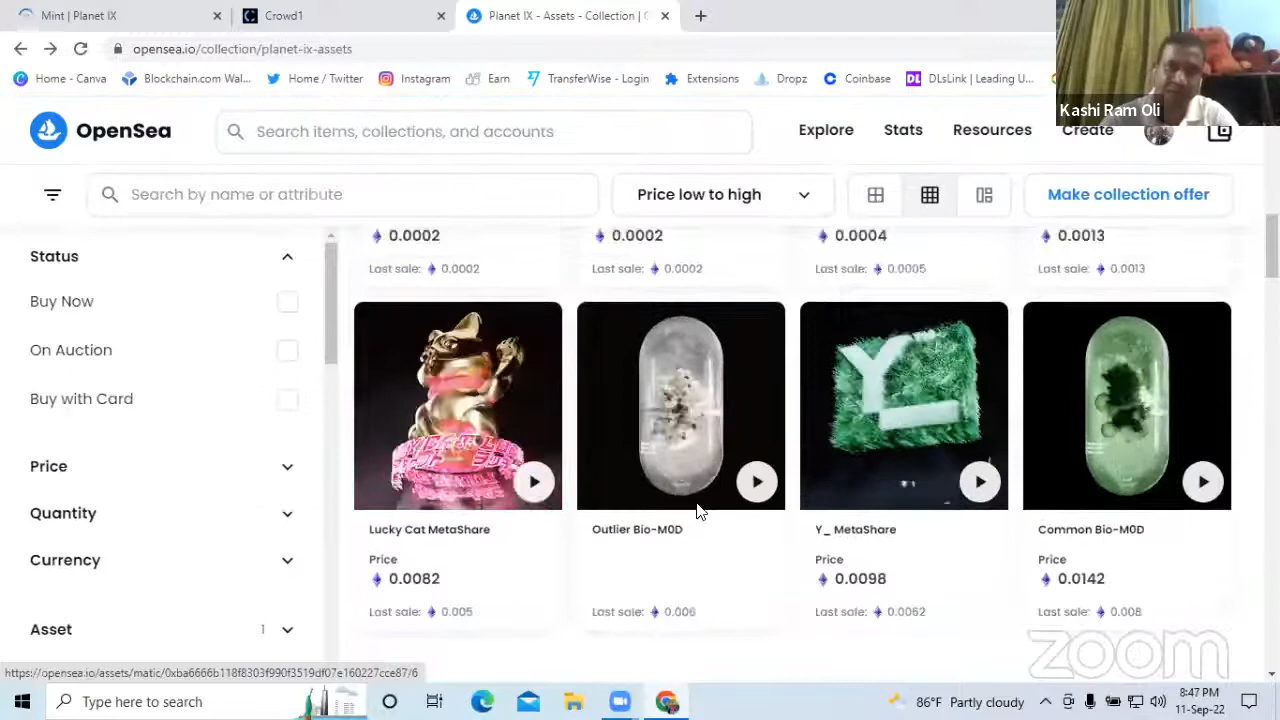 Mint | Planet IX
Crowd1
Planet IX - Assets - Collection |
opensea.io/collection/planet-ix-assets
Home - Canva
Blockchain.com Wal...
Home / Twitter
Instagram
Earn
TransferWise - Login
Extensions
Dropz
Coinbase
DL
DLsLink | Leading U...
Kashi Ram Oli
OpenSea
Search items, collections, and accounts
Explore
Stats
Resources
Create
Search by name or attribute
Price low to high
Make collection offer
Status
Buy Now
On Auction
Buy with Card
Price
Quantity
Currency
Asset
1
0.0002
0.0002
0.0004
0.0013
Last sale: 0.0002
Last sale: 0.0002
Last sale: 0.0005
Last sale: 0.0013
Y_
Lucky Cat MetaShare
Price
0.0082
Last sale: 0.005
Outlier Bio-M0D
Last sale: 0.006
Y_ MetaShare
Price
0.0098
Last sale: 0.0062
Common Bio-M0D
Price
0.0142
Last sale: 0.008
zoom
https://opensea.io/assets/matic/0xba6666b118f8303f990f3519df07e160227cce87/6
Type here to search
86°F Partly cloudy
8:47 PM
11-Sep-22